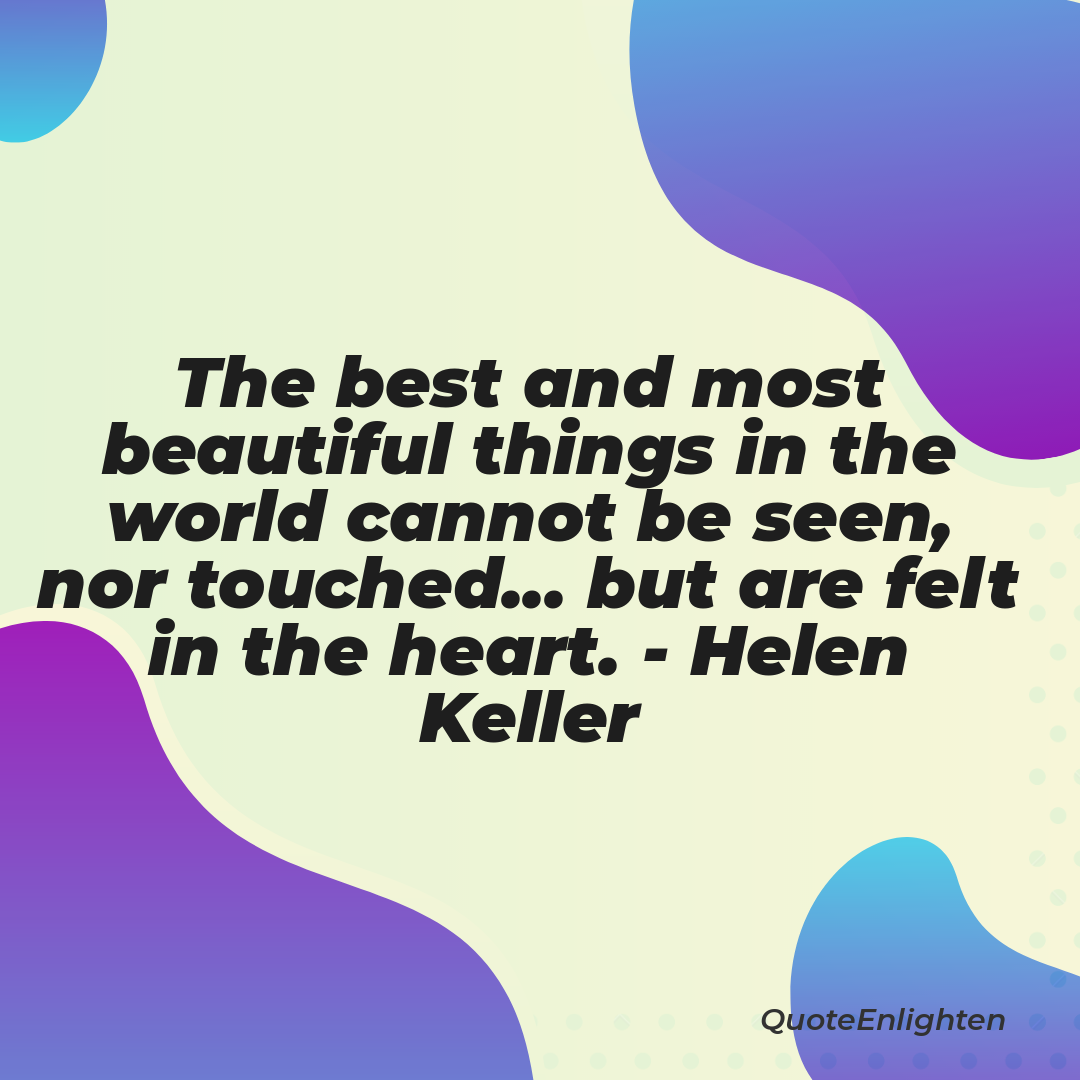 The best and most
beautiful things in the
world cannot be seen,
nor touched... but are felt
in the heart. - Helen
Keller
QuoteEnlighten